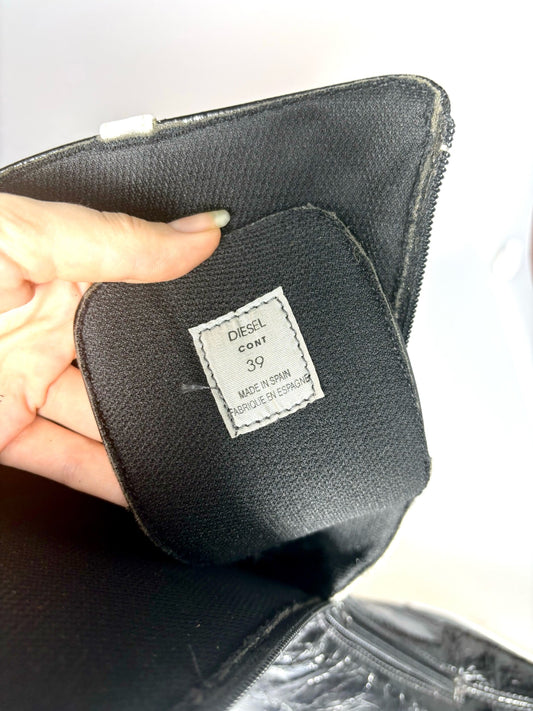 DIESEL
CONT
39
MADE IN SPAIN
FABRIQUE EN ESPAGNE